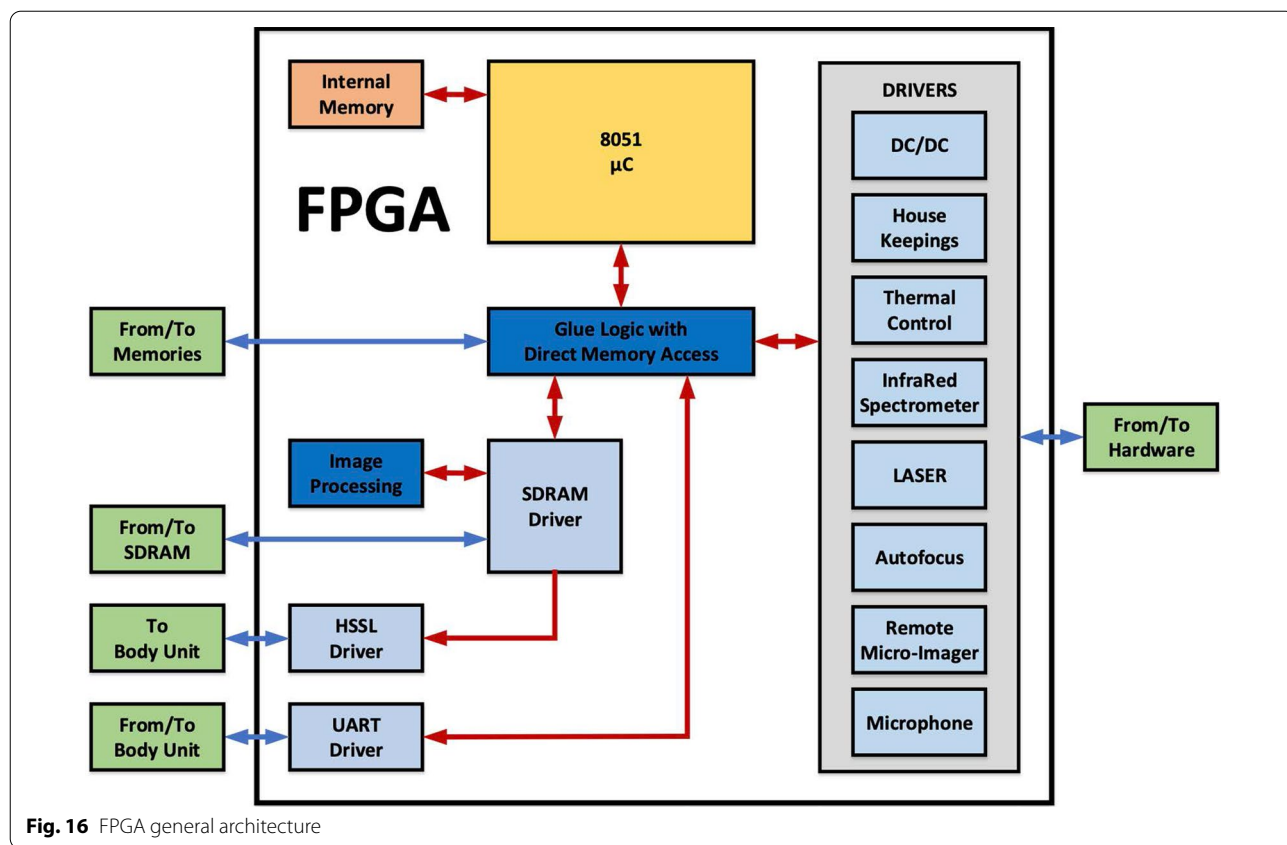 Internal
Memory
8051
µC
FPGA
DRIVERS
DC/DC
House
Keepings
Thermal
Control
InfraRed
Spectrometer
LASER
Autofocus
Remote
Micro-Imager
Microphone
From/To
Memories
Glue Logic with
Direct Memory Access
From/To
Hardware
Image
Processing
SDRAM
Driver
From/To
SDRAM
To
Body Unit
HSSL
Driver
From/To
Body Unit
UART
Driver
Fig. 16 FPGA general architecture